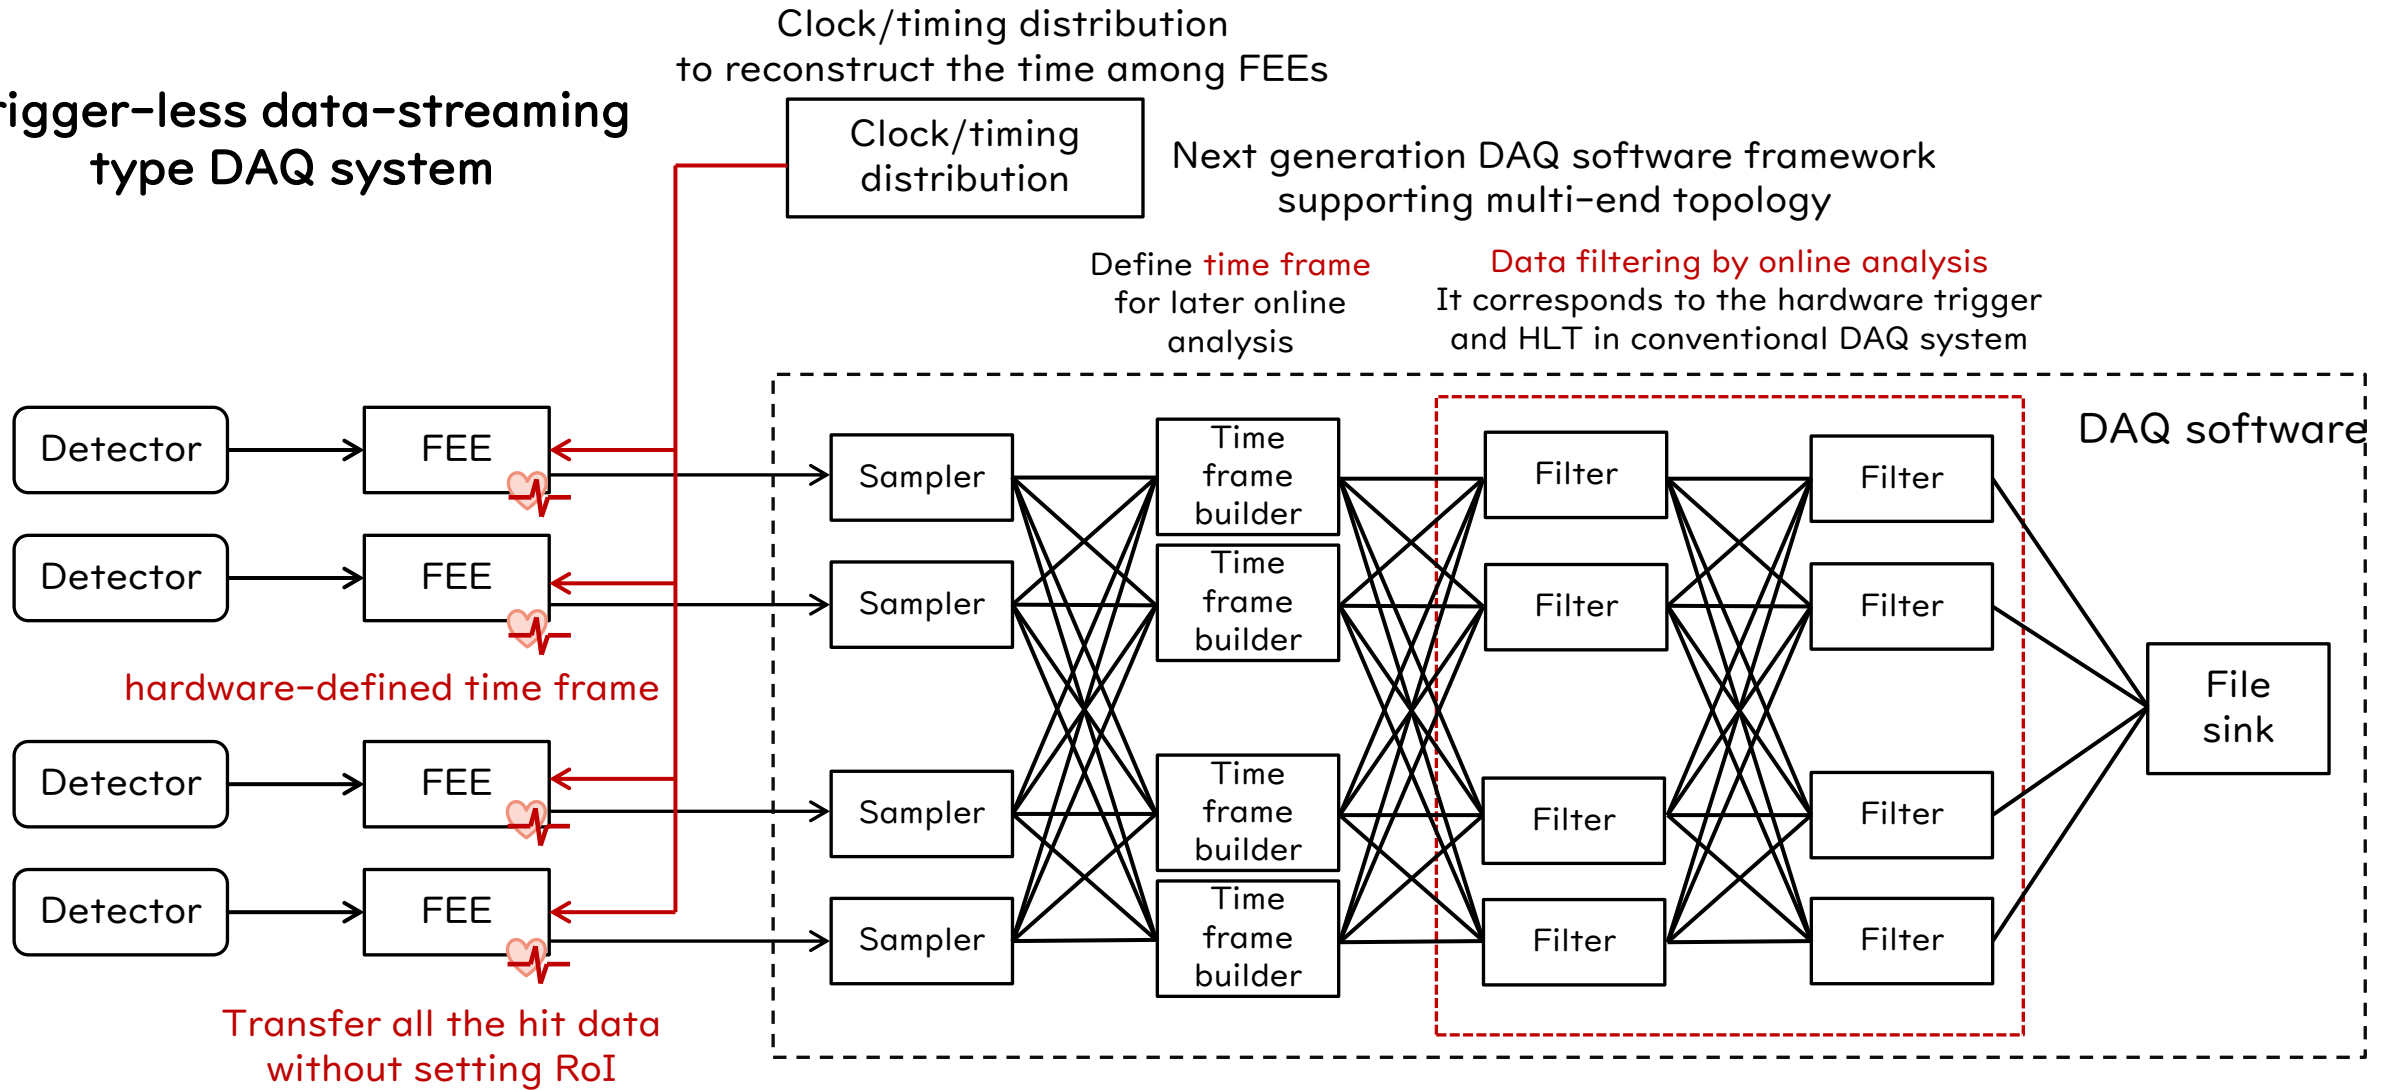 Clock/timing distribution
to reconstruct the time among FEEs
rigger-less data-streaming
type DAQ system
Clock/timing
distribution
Next generation DAQ software framework
supporting multi-end topology
Define time frame
for later online
analysis
Data filtering by online analysis
It corresponds to the hardware trigger
and HLT in conventional DAQ system
DAQ software
Detector
FEE
Sampler
Time
frame
builder
Filter
Filter
Detector
FEE
Sampler
Time
frame
builder
Filter
Filter
hardware-defined time frame
File
sink
Detector
FEE
Sampler
Time
frame
builder
Filter
Filter
Detector
FEE
Sampler
Time
frame
builder
Filter
Filter
Transfer all the hit data
without setting RoI